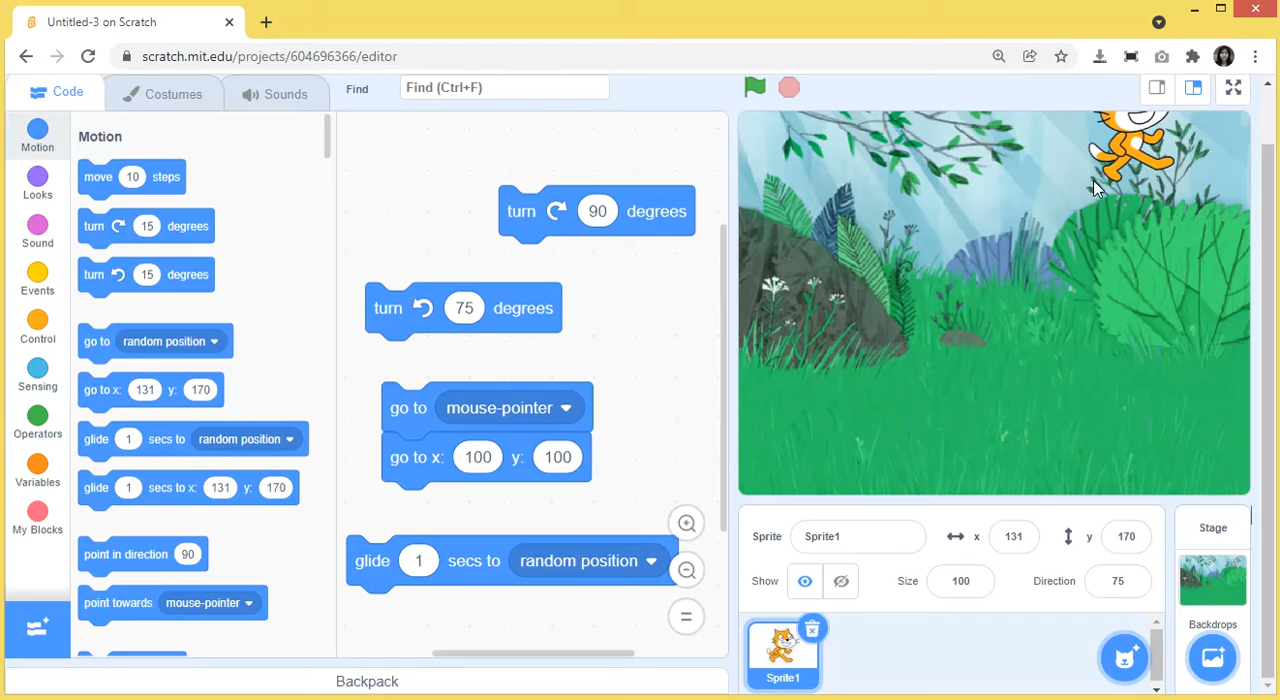 Untitled-3 on Scratch
scratch.mit.edu/projects/604696366/editor
Code
Costumes
Sounds
Find
Find (Ctrl+F)
Motion
Looks
Sound
Events
Control
Sensing
Operators
Variables
My Blocks
Motion
move 10 steps
turn 15 degrees
turn 15 degrees
go to random position
go to x: 131 y: 170
glide 1 secs to random position
glide 1 secs to x: 131 y: 170
point in direction 90
point towards mouse-pointer
turn 90 degrees
turn 75 degrees
go to mouse-pointer
go to x: 100 y: 100
glide 1 secs to random position
Backpack
Sprite Sprite1 x 131 y 170
Show Size 100 Direction 75
Sprite1
Stage
Backdrops